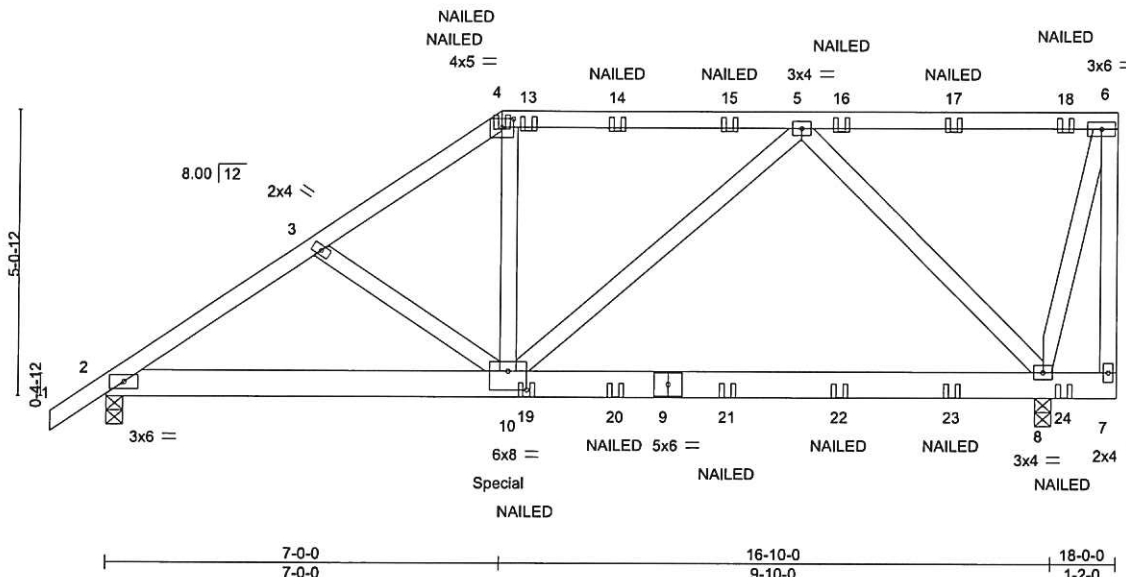 NAILED
NAILED
4x5 =
NAILED
NAILED
NAILED
3x4 =
NAILED
NAILED
3x6 =
4
13
14
15
5
16
17
18
6
8.00 12
2x4
3
5-0-12
0-4-12
2
1
3x6 =
10
19
20
9
21
22
23
8
24
7
6x8 =
NAILED
5x6 =
NAILED
NAILED
3x4 =
2x4
Special
NAILED
NAILED
NAILED
7-0-0
16-10-0
18-0-0
7-0-0
9-10-0
1-2-0